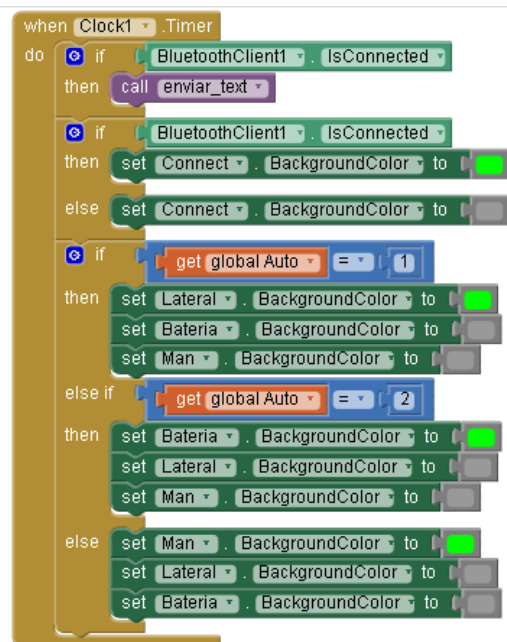 when Clock1 .Timer
do if BluetoothClient1 . IsConnected
then call enviar_text
if BluetoothClient1 . IsConnected
then set Connect . BackgroundColor to
else set Connect . BackgroundColor to
if get global Auto = 1
then set Lateral . BackgroundColor to
set Bateria . BackgroundColor to
set Man . BackgroundColor to
else if get global Auto = 2
then set Bateria . BackgroundColor to
set Lateral . BackgroundColor to
set Man . BackgroundColor to
else set Man . BackgroundColor to
set Lateral . BackgroundColor to
set Bateria . BackgroundColor to